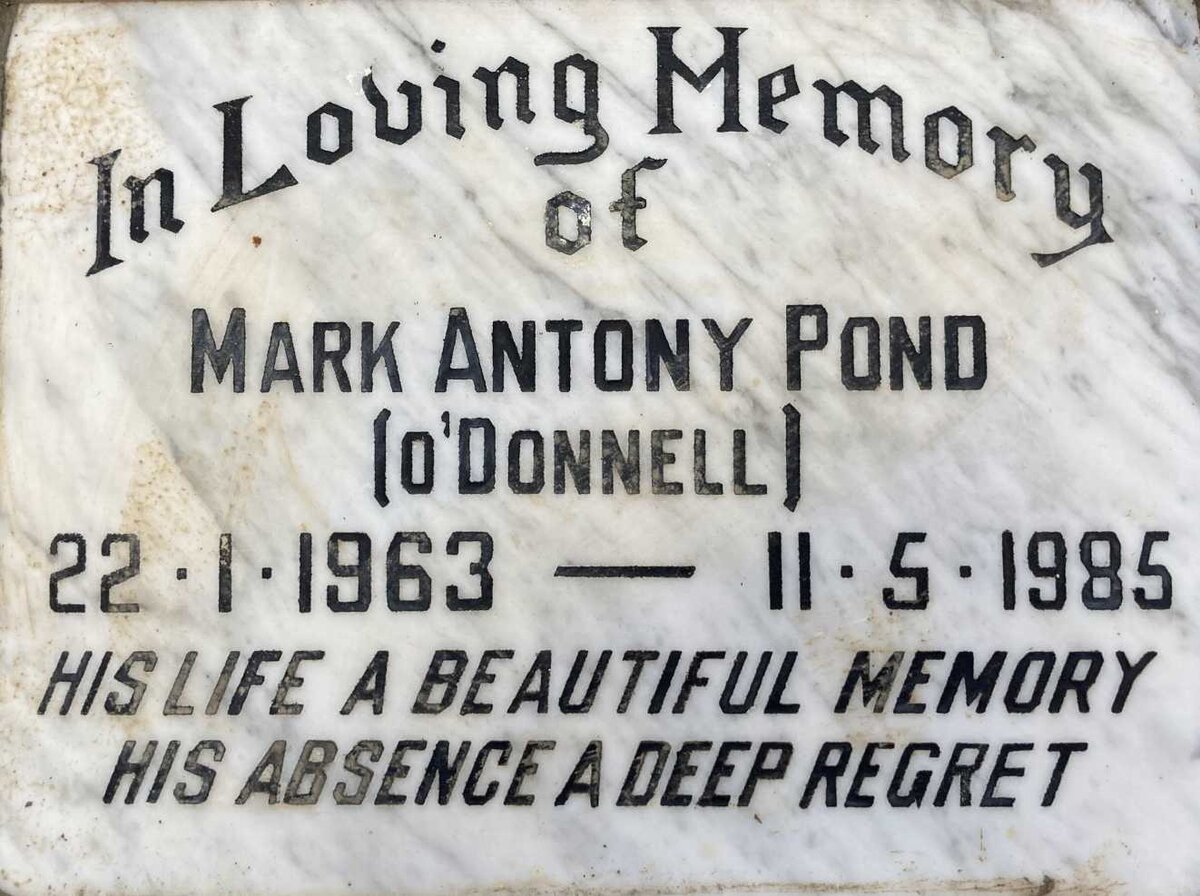 In Loving Memory
of
MARK ANTONY POND
(O'DONNELL)
22·1·1963 — 11·5·1985
HIS LIFE A BEAUTIFUL MEMORY
HIS ABSENCE A DEEP REGRET